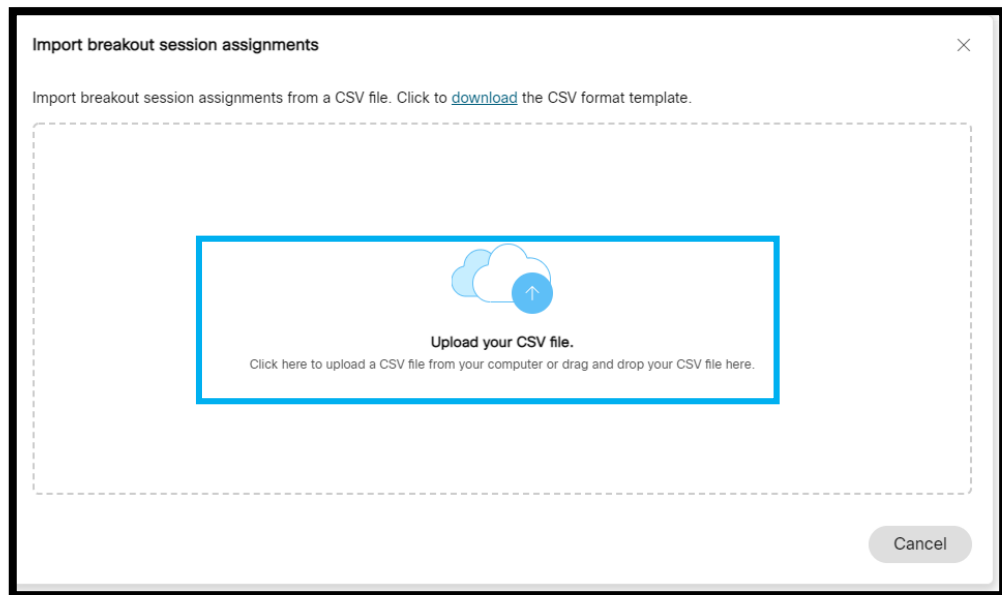 Import breakout session assignments
Import breakout session assignments from a CSV file. Click to download the CSV format template.
Upload your CSV file.
Click here to upload a CSV file from your computer or drag and drop your CSV file here.
Cancel